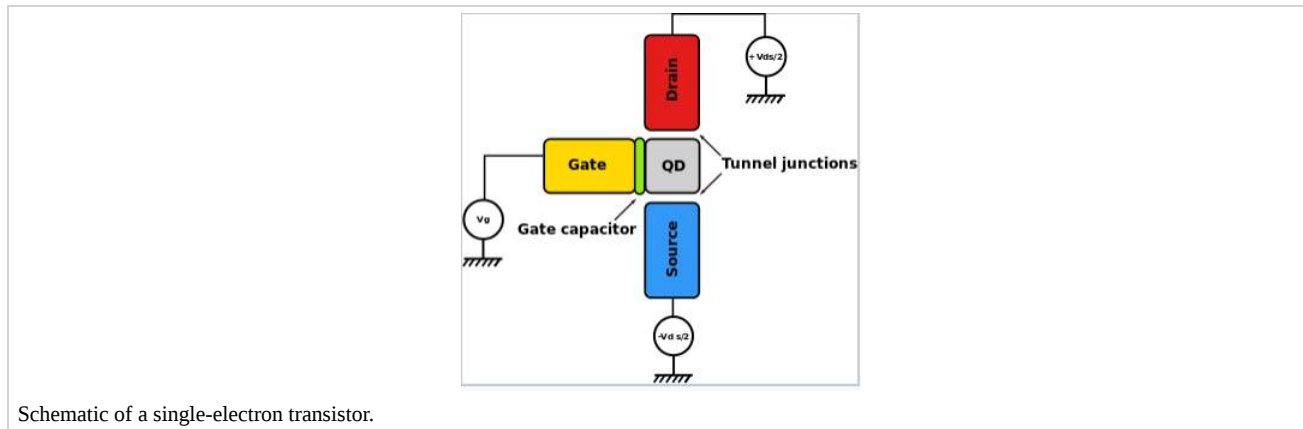 +Vds/2
Drain
Gate
QD
Tunnel junctions
Vg
Gate capacitor
Source
-Vd s/2
Schematic of a single-electron transistor.